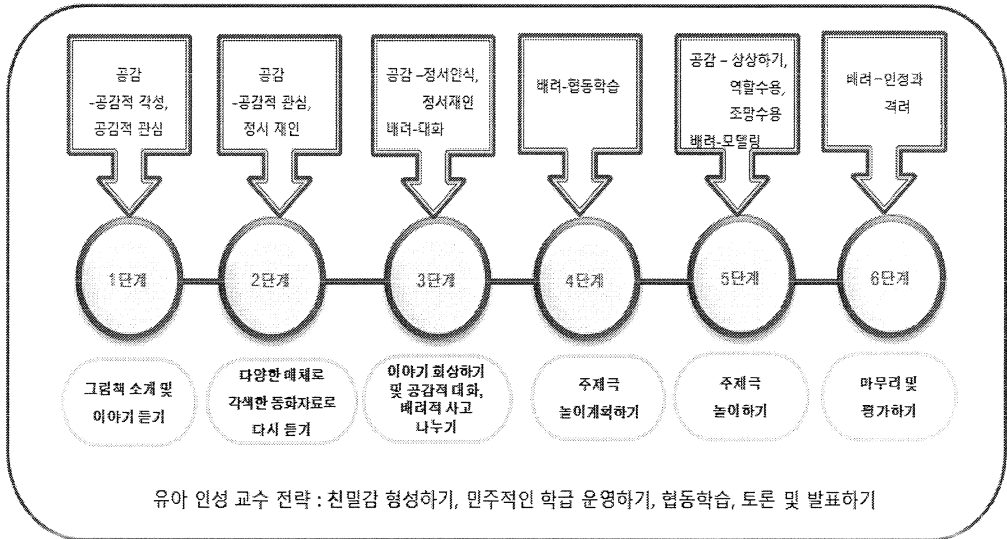 공감
-공감적 각성,
공감적 관심
공감
-공감적 관심,
정서 재인
공감 –정서인식,
정서재인
배려-대화
배려-협동학습
공감 – 상상하기,
역할수용,
조망수용
배려-모델링
배려–인정과
격려
1단계
2단계
3단계
4단계
5단계
6단계
그림책 소개 및
이야기 듣기
다양한 매체로
각색한 동화자료로
다시 듣기
이야기 회상하기
및 공감적 대화,
배려적 사고
나누기
주제극
놀이계획하기
주제극
놀이하기
마무리 및
평가하기
유아 인성 교수 전략 : 친밀감 형성하기, 민주적인 학급 운영하기, 협동학습, 토론 및 발표하기